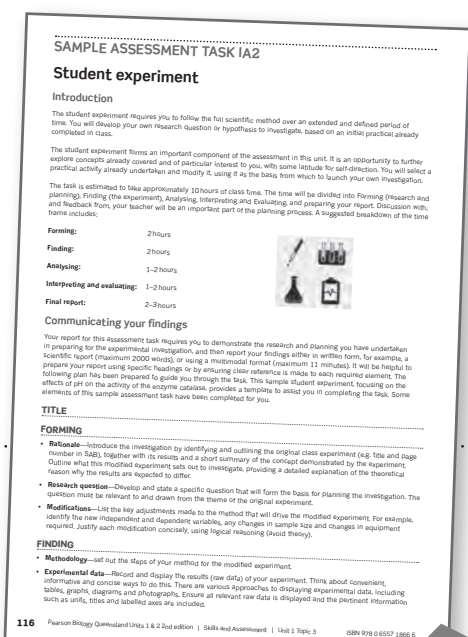 SAMPLE ASSESSMENT TASK IA2
Student experiment
Introduction
The student experiment requires you to follow the full scientific method over an extended and defined period of
time. You will develop your own research question or hypothesis to investigate, based on an initial practical already
completed in class.
The student experiment forms an important component of the assessment in this unit. It is an opportunity to further
explore concepts already covered and of particular interest to you, with some latitude for self-direction. You will select a
practical activity already undertaken and modify it, using it as the basis from which to launch your own investigation.
The task is estimated to take approximately 10 hours of class time. The time will be divided into Forming (research and
planning), Finding (the experiment), Analysing, Interpreting and Evaluating, and preparing your report. Discussion with,
and feedback from, your teacher will be an important part of the planning process. A suggested breakdown of the time
frame includes:
Forming: 2 hours
Finding: 2 hours
Analysing: 1–2 hours
Interpreting and evaluating: 1–2 hours
Final report: 2–3 hours
Communicating your findings
Your report for this assessment task requires you to demonstrate the research and planning you have undertaken
in preparing for the experimental investigation, and then report your findings either in written form, for example, a
scientific report (maximum 2000 words), or using a multimodal format (maximum 11 minutes). It will be helpful to
prepare your report using specific headings or by ensuring clear reference is made to each required element. The
following plan has been prepared to guide you through the task. This sample student experiment, focusing on the
effects of pH on the activity of the enzyme catalase, provides a template to assist you in completing the task. Some
elements of this sample assessment task have been completed for you.
TITLE
FORMING
• Rationale—Introduce the investigation by identifying and outlining the original class experiment (e.g. title and page
number in SAB), together with its results and a short summary of the concept demonstrated by the experiment.
Outline what this modified experiment sets out to investigate, providing a detailed explanation of the theoretical
reason why the results are expected to differ.
• Research question—Develop and state a specific question that will form the basis for planning the investigation. The
question must be relevant to and drawn from the theme of the original experiment.
• Modifications—List the key adjustments made to the method that will drive the modified experiment. For example,
identify the new independent and dependent variables, any changes in sample size and changes in equipment
required. Justify each modification concisely, using logical reasoning (avoid theory).
FINDING
• Methodology—set out the steps of your method for the modified experiment.
• Experimental data—Record and display the results (raw data) of your experiment. Think about convenient,
informative and concise ways to do this. There are various approaches to displaying experimental data, including
tables, graphs, diagrams and photographs. Ensure all relevant raw data is displayed and the pertinent information
such as units, titles and labelled axes are included.
116 Pearson Biology Queensland Units 1 & 2 2nd edition | Skills and Assessment | Unit 1 Topic 3 ISBN 978 0 6557 1866 6